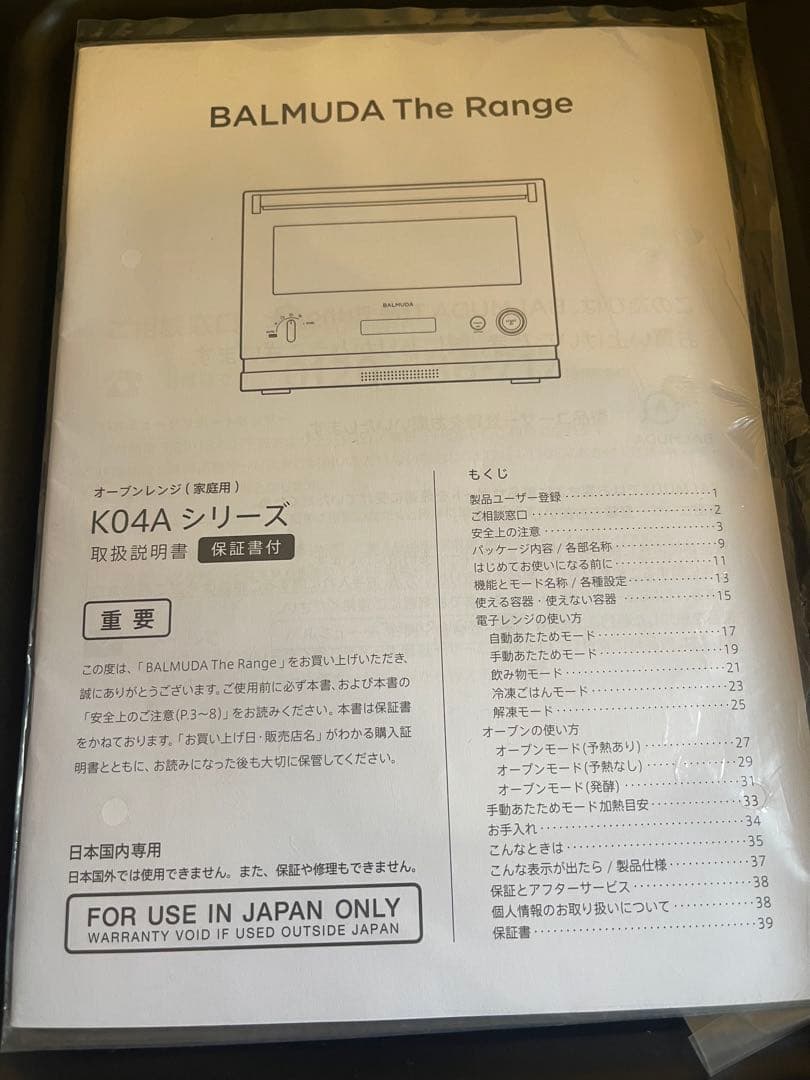 BALMUDA The Range
BALMUDA
オーブンレンジ ( 家庭用 )
K04A シリーズ
取扱説明書 保証書付
重 要
この度は、「BALMUDA The Range」をお買い上げいただき、
誠にありがとうございます。ご使用前に必ず本書、および本書の
「安全上のご注意(P.3〜8)」をお読みください。本書は保証書
をかねております。「お買い上げ日・販売店名」がわかる購入証
明書とともに、お読みになった後も大切に保管してください。
日本国内専用
日本国外では使用できません。また、保証や修理もできません。
FOR USE IN JAPAN ONLY
WARRANTY VOID IF USED OUTSIDE JAPAN
もくじ
製品ユーザー登録 ・・・・・・・・・・・・・・・・・・・・1
ご相談窓口 ・・・・・・・・・・・・・・・・・・・・・・・・2
安全上の注意 ・・・・・・・・・・・・・・・・・・・・・・3
パッケージ内容 / 各部名称 ・・・・・・・・・・・・・9
はじめてお使いになる前に ・・・・・・・・・・・・・11
機能とモード名称 / 各種設定 ・・・・・・・・・・・13
使える容器・使えない容器 ・・・・・・・・・・・・・15
電子レンジの使い方
自動あたためモード ・・・・・・・・・・・・・・・・・17
手動あたためモード ・・・・・・・・・・・・・・・・・19
飲み物モード ・・・・・・・・・・・・・・・・・・・・・21
冷凍ごはんモード ・・・・・・・・・・・・・・・・・・23
解凍モード ・・・・・・・・・・・・・・・・・・・・・・25
オーブンの使い方
オーブンモード(予熱あり) ・・・・・・・・・・・・・27
オーブンモード(予熱なし) ・・・・・・・・・・・・・29
オーブンモード(発酵) ・・・・・・・・・・・・・・・31
手動あたためモード加熱目安 ・・・・・・・・・・・33
お手入れ ・・・・・・・・・・・・・・・・・・・・・・・・34
こんなときは ・・・・・・・・・・・・・・・・・・・・・35
こんな表示が出たら / 製品仕様 ・・・・・・・・・・37
保証とアフターサービス ・・・・・・・・・・・・・・38
個人情報のお取り扱いについて ・・・・・・・・・・38
保証書 ・・・・・・・・・・・・・・・・・・・・・・・・・39